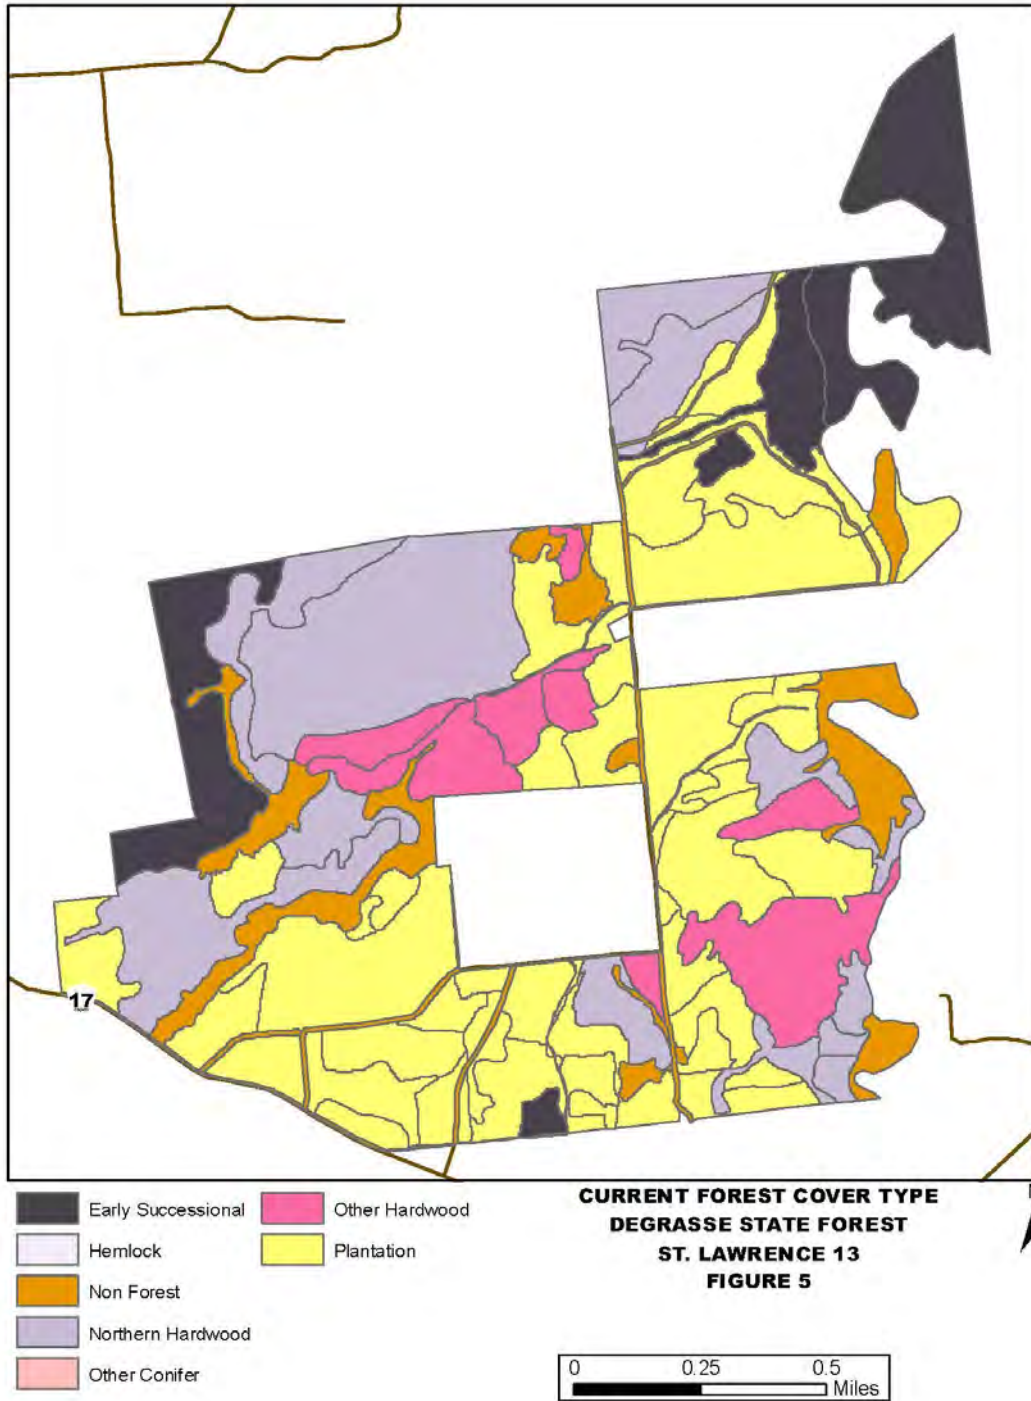 17
Early Successional
Hemlock
Non Forest
Northern Hardwood
Other Conifer
Other Hardwood
Plantation
CURRENT FOREST COVER TYPE
DEGRASSE STATE FOREST
ST. LAWRENCE 13
FIGURE 5
0 0.25 0.5
Miles